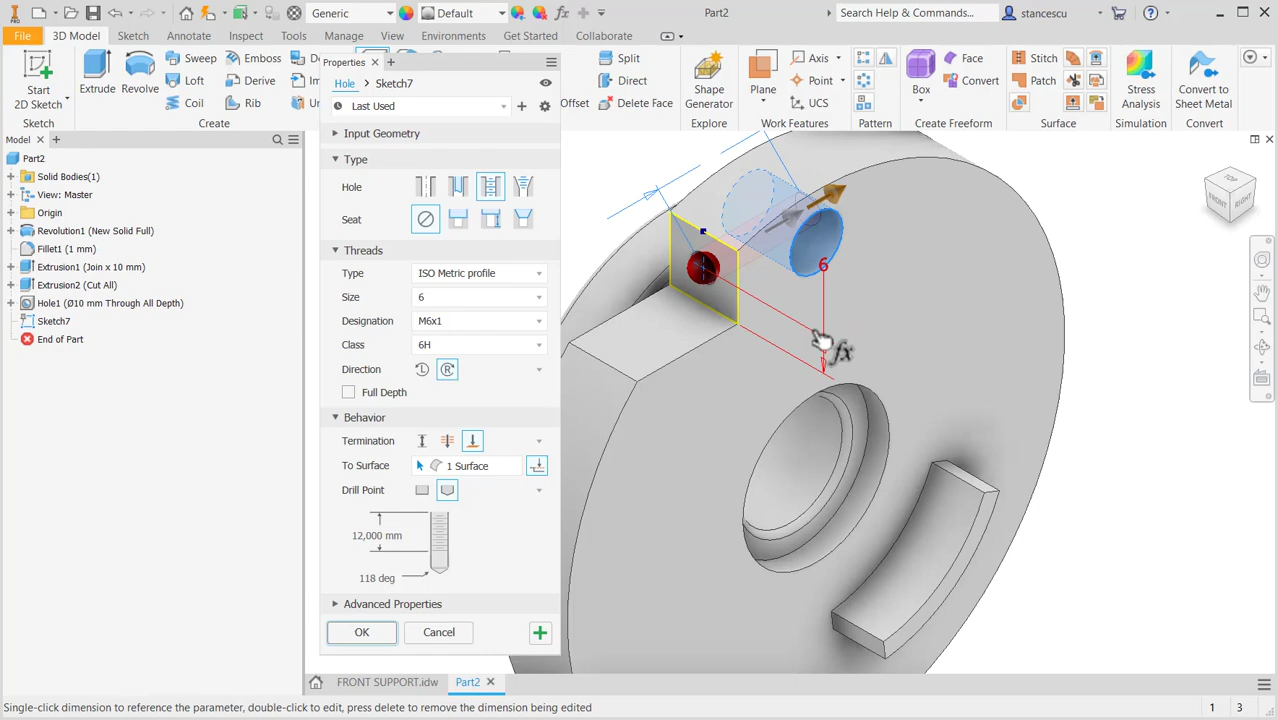 Generic
Default
Part2
Search Help & Commands...
stancescu
PRO
File
3D Model
Sketch
Annotate
Inspect
Tools
Manage
Environments
Get Started
Collaborate
Start
2D Sketch
Extrude
Sweep
Loft
Coil
Emboss
Derive
Rib
Split
Direct
Offset
Delete Face
Shape
Generator
Plane
Axis
Point
UCS
Box
Face
Convert
Stitch
Patch
Stress
Analysis
Convert to
Sheet Metal
Sketch
Create
Explore
Work Features
Pattern
Create Freeform
Surface
Simulation
Convert
Model
Part2
Solid Bodies(1)
View: Master
Origin
Revolution1 (New Solid Full)
Fillet1 (1 mm)
Extrusion1 (Join x 10 mm)
Extrusion2 (Cut All)
Hole1 (Ø10 mm Through All Depth)
Sketch7
End of Part
Properties
Hole
Sketch7
Last Used
Input Geometry
Type
Hole
Seat
Threads
Type
ISO Metric profile
Size
6
Designation
M6x1
Class
6H
Direction
Full Depth
Behavior
Termination
To Surface
1 Surface
Drill Point
12,000 mm
118 deg
Advanced Properties
OK
Cancel
6
fx
TOP
FRONT
RIGHT
FRONT SUPPORT.idw
Part2
Single-click dimension to reference the parameter, double-click to edit, press delete to remove the dimension being edited
1
3